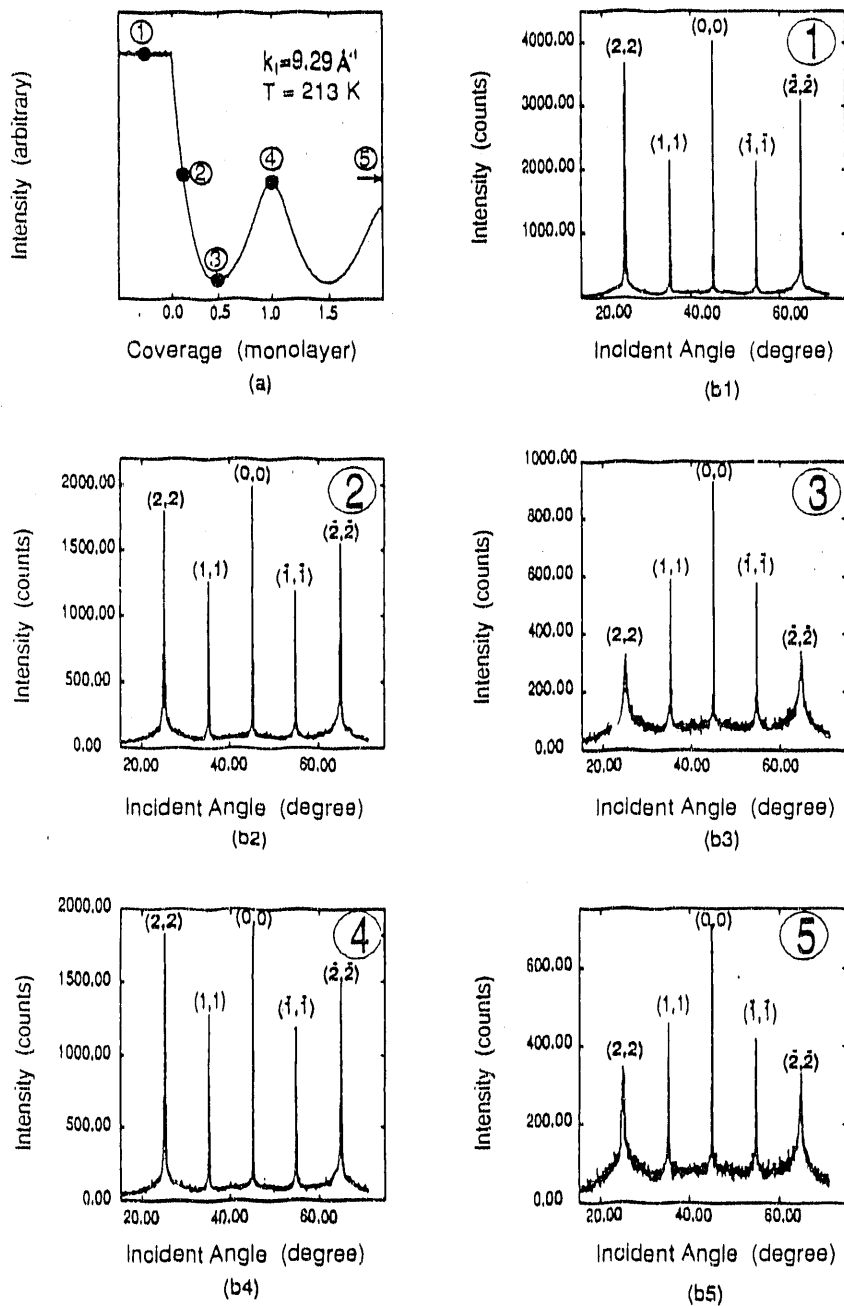 ①
k₁=9.29 Å⁻¹
T = 213 K
②
③
④
⑤
Intensity (arbitrary)
0.0 0.5 1.0 1.5
Coverage (monolayer)
(a)
①
(0,0)
(2,2)
(2̄,2̄)
(1,1)
(1̄,1̄)
4000.00
3000.00
2000.00
1000.00
0.00
Intensity (counts)
20.00 40.00 60.00
Incident Angle (degree)
(b1)
②
(0,0)
(2,2)
(2̄,2̄)
(1,1)
(1̄,1̄)
2000.00
1500.00
1000.00
500.00
0.00
Intensity (counts)
20.00 40.00 60.00
Incident Angle (degree)
(b2)
③
(0,0)
(1,1)
(1̄,1̄)
(2,2)
(2̄,2̄)
1000.00
800.00
600.00
400.00
200.00
0.00
Intensity (counts)
20.00 40.00 60.00
Incident Angle (degree)
(b3)
④
(2,2)
(0,0)
(2̄,2̄)
(1,1)
(1̄,1̄)
2000.00
1500.00
1000.00
500.00
0.00
Intensity (counts)
20.00 40.00 60.00
Incident Angle (degree)
(b4)
⑤
(0,0)
(1,1)
(1̄,1̄)
(2,2)
(2̄,2̄)
600.00
400.00
200.00
0.00
Intensity (counts)
20.00 40.00 60.00
Incident Angle (degree)
(b5)